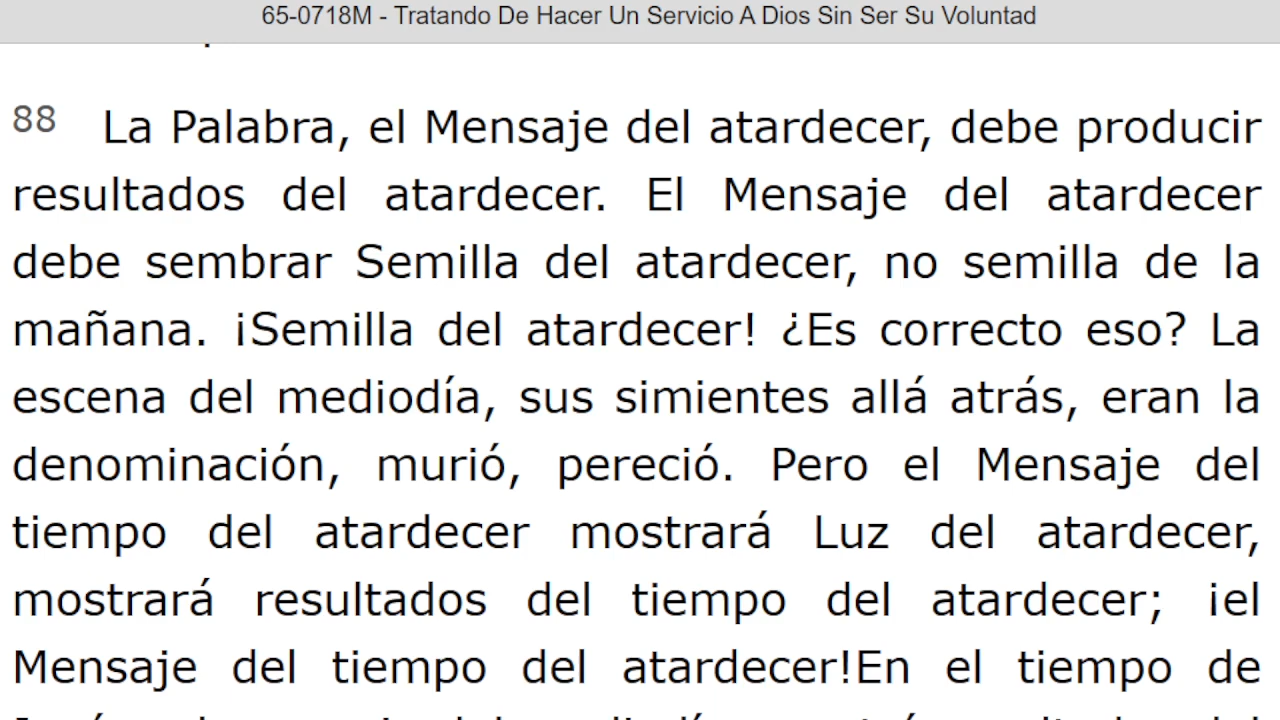 65-0718M - Tratando De Hacer Un Servicio A Dios Sin Ser Su Voluntad
88 La Palabra, el Mensaje del atardecer, debe producir
resultados del atardecer. El Mensaje del atardecer
debe sembrar Semilla del atardecer, no semilla de la
mañana. ¡Semilla del atardecer! ¿Es correcto eso? La
escena del mediodía, sus simientes allá atrás, eran la
denominación, murió, pereció. Pero el Mensaje del
tiempo del atardecer mostrará Luz del atardecer,
mostrará resultados del tiempo del atardecer; ¡el
Mensaje del tiempo del atardecer!En el tiempo de